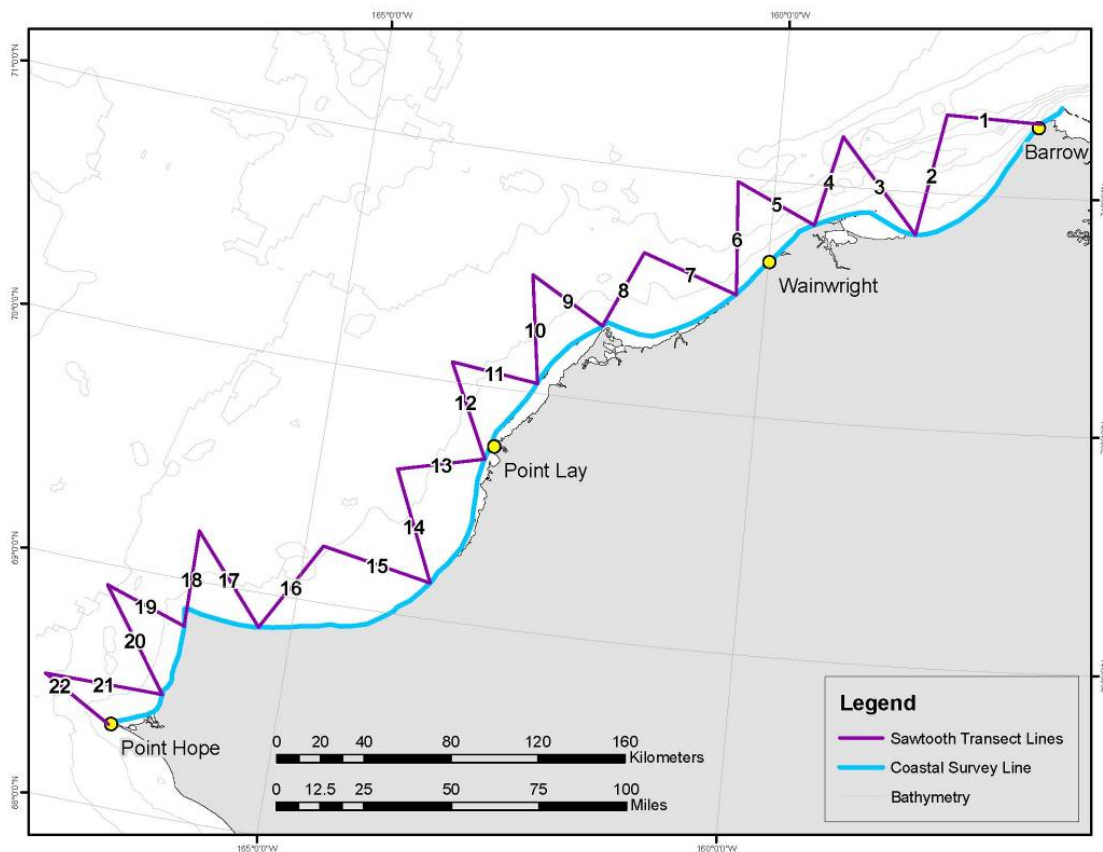 165°0'0"W
160°0'0"W
71°0'0"N
1
Barrow
2
4
3
5
6
Wainwright
7
8
9
70°0'0"N
10
11
12
Point Lay
13
14
69°0'0"N
15
16
17
18
19
20
21
22
Point Hope
68°0'0"N
0 20 40 80 120 160
Kilometers
0 12.5 25 50 75 100
Miles
Legend
Sawtooth Transect Lines
Coastal Survey Line
Bathymetry
165°0'0"W
160°0'0"W